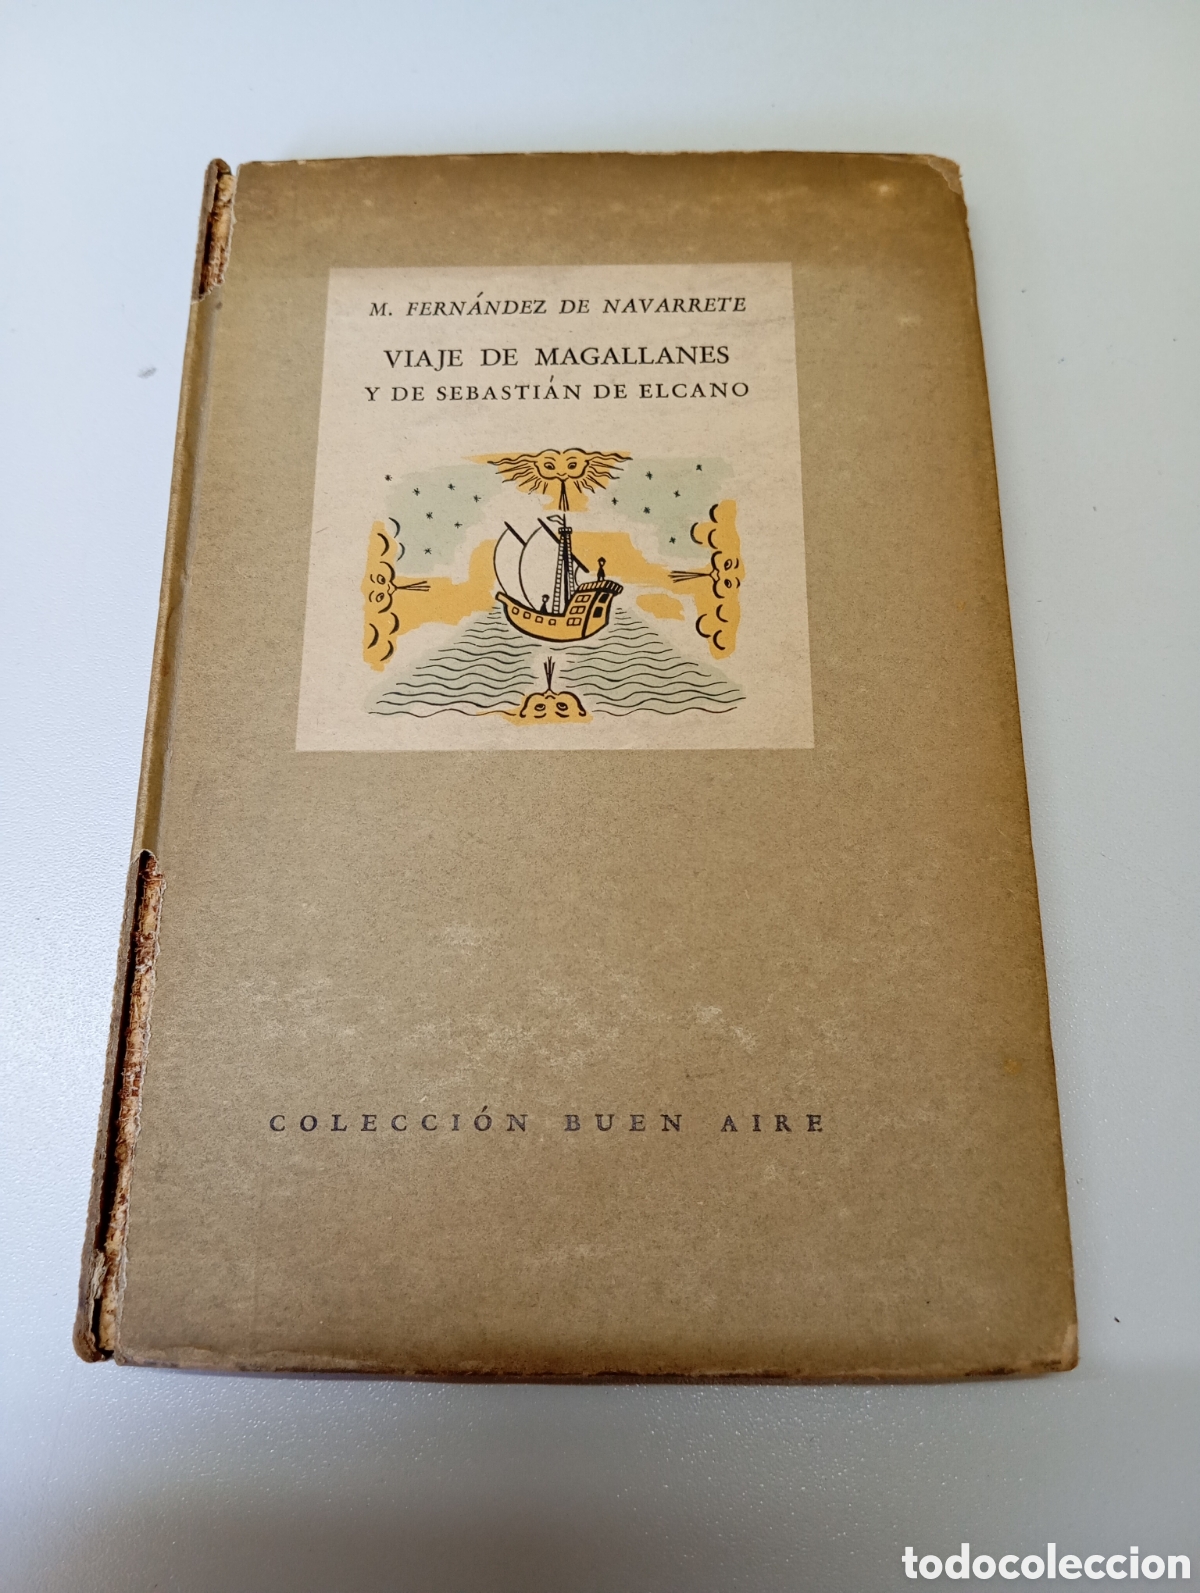 M. FERNÁNDEZ DE NAVARRETE
VIAJE DE MAGALLANES
Y DE SEBASTIÁN DE ELCANO
COLECCIÓN BUEN AIRE
todocoleccion